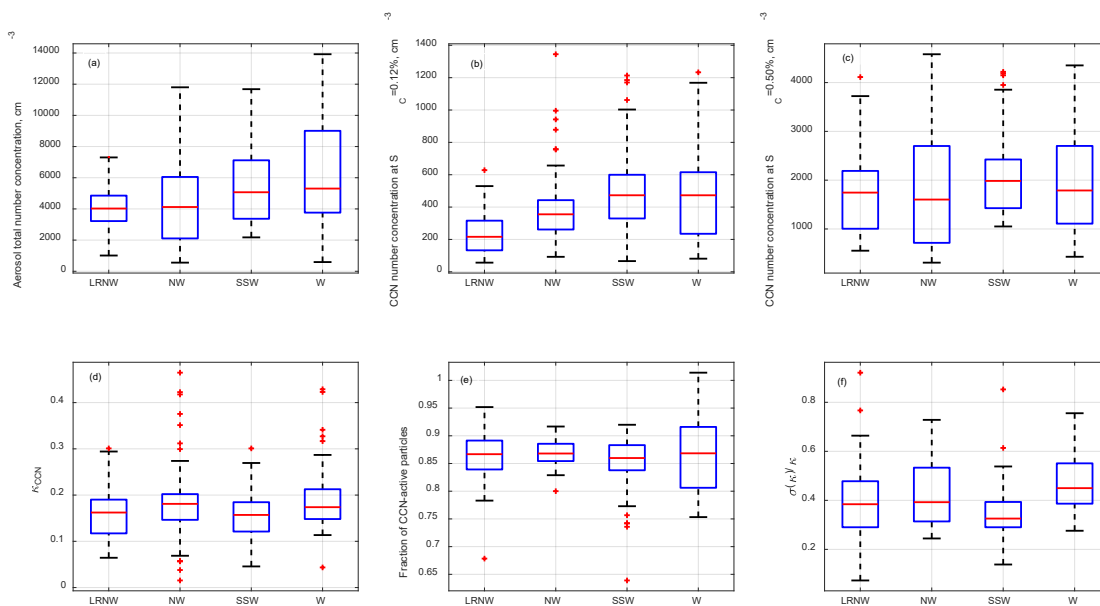 Aerosol total number concentration, cm -3
14000
12000
10000
8000
6000
4000
2000
0
(a)
LRNW NW SSW W
CCN number concentration at S C =0.12%, cm -3
1400
1200
1000
800
600
400
200
0
(b)
LRNW NW SSW W
CCN number concentration at S C =0.50%, cm -3
4000
3000
2000
1000
(c)
LRNW NW SSW W
κCCN
0.4
0.3
0.2
0.1
0
(d)
LRNW NW SSW W
Fraction of CCN-active particles
1
0.95
0.9
0.85
0.8
0.75
0.7
0.65
(e)
LRNW NW SSW W
σ(κ)/κ
0.8
0.6
0.4
0.2
(f)
LRNW NW SSW W